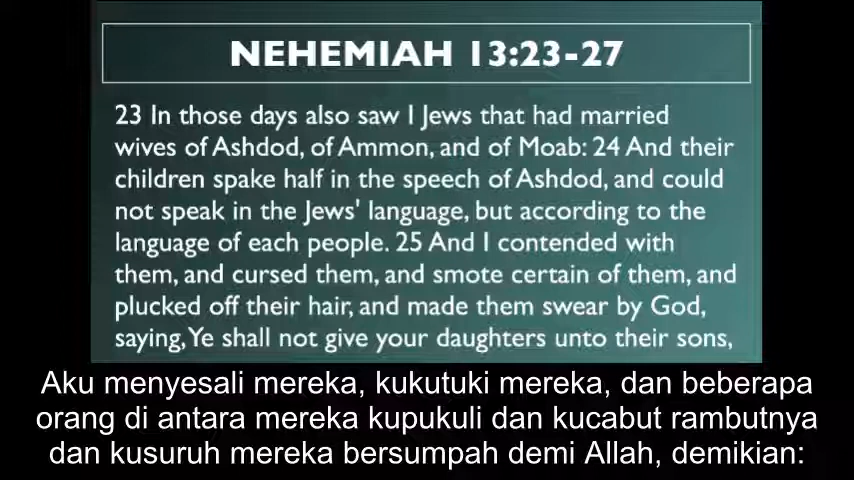 NEHEMIAH 13:23-27
23 In those days also saw I Jews that had married
wives of Ashdod, of Ammon, and of Moab: 24 And their
children spake half in the speech of Ashdod, and could
not speak in the Jews' language, but according to the
language of each people. 25 And I contended with
them, and cursed them, and smote certain of them, and
plucked off their hair, and made them swear by God,
saying, Ye shall not give your daughters unto their sons,
Aku menyesali mereka, kukutuki mereka, dan beberapa
orang di antara mereka kupukuli dan kucabut rambutnya
dan kusuruh mereka bersumpah demi Allah, demikian: